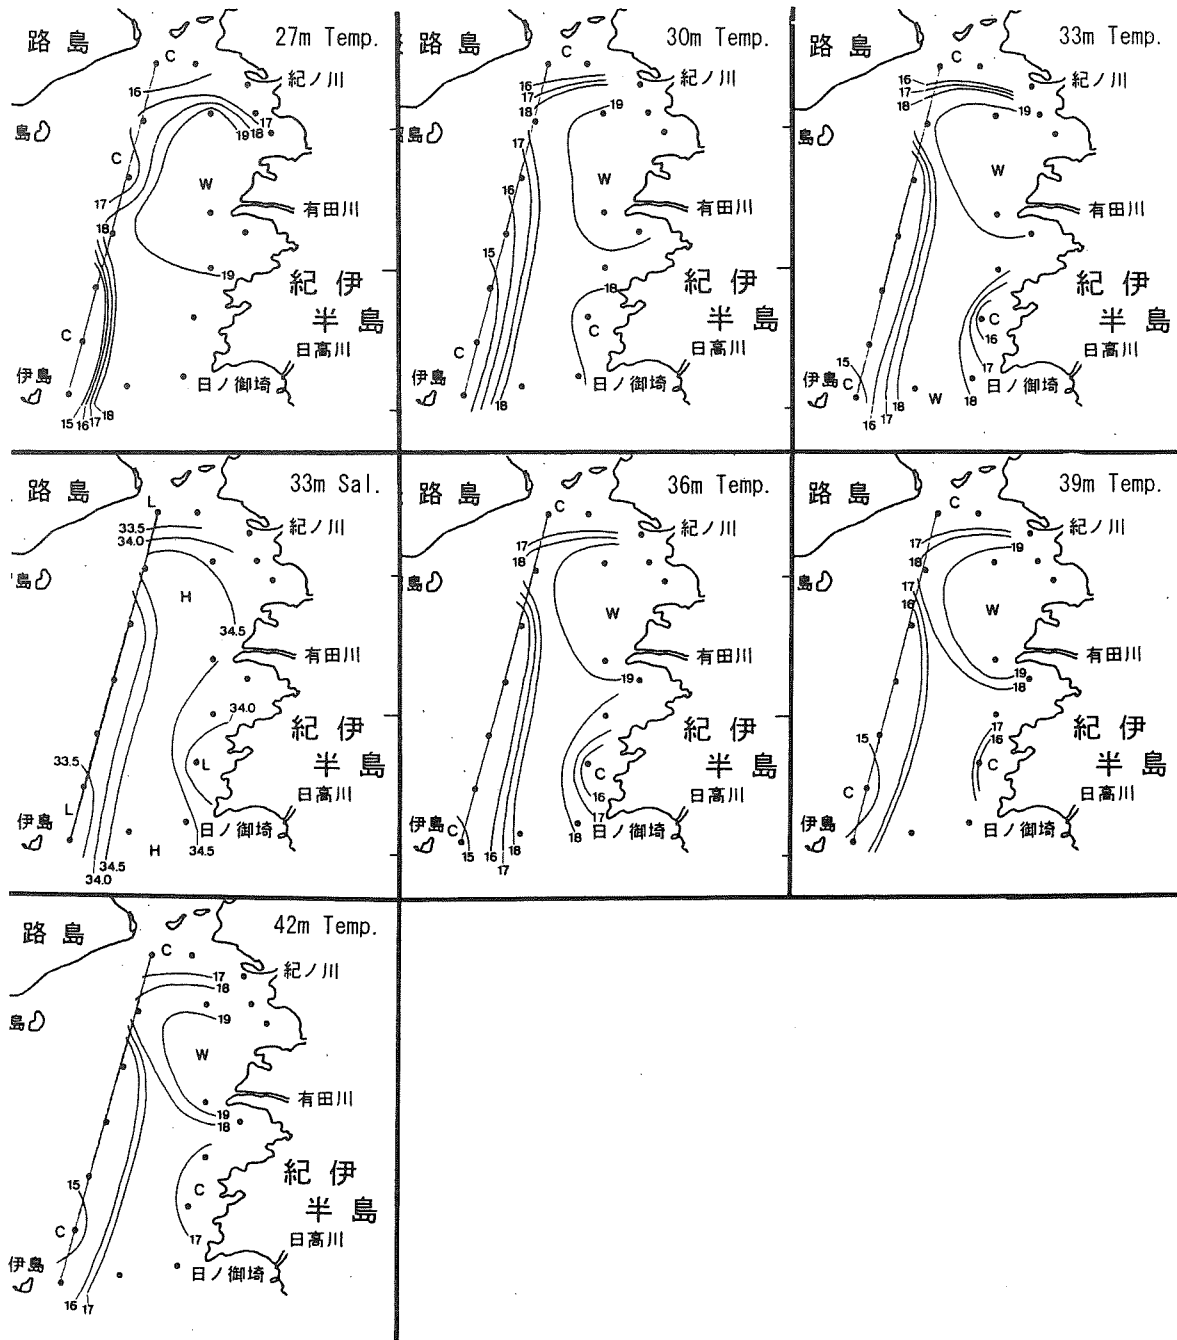 路島
27m Temp.
紀ノ川
C
16
17
18
19
島
C
W
17
有田川
18
19
紀伊
半島
日高川
C
伊島
日ノ御埼
15 16 17 18
路島
30m Temp.
紀ノ川
C
16
17
18
19
島
17
W
16
有田川
15
18
紀伊
半島
C
日高川
C
日ノ御埼
18
路島
33m Temp.
紀ノ川
C
16
17
18
19
島
W
有田川
紀伊
半島
C
16
日高川
15
17
伊島
C
日ノ御埼
W
18
16 17 18
路島
33m Sal.
紀ノ川
L
33.5
34.0
島
H
34.5
有田川
34.0
紀伊
半島
33.5
L
日高川
L
伊島
日ノ御埼
H
34.5
34.5
34.0
路島
36m Temp.
紀ノ川
C
17
18
島
W
有田川
19
紀伊
半島
C
16
日高川
17
伊島
C
日ノ御埼
18
15 16 17 18
路島
39m Temp.
紀ノ川
C
17
18
19
島
17
16
W
有田川
19
18
紀伊
半島
17
16
15
C
C
日高川
伊島
日ノ御埼
路島
42m Temp.
紀ノ川
C
17
18
19
島
W
有田川
19
18
紀伊
半島
15
C
C
17
日高川
伊島
日ノ御埼
16 17